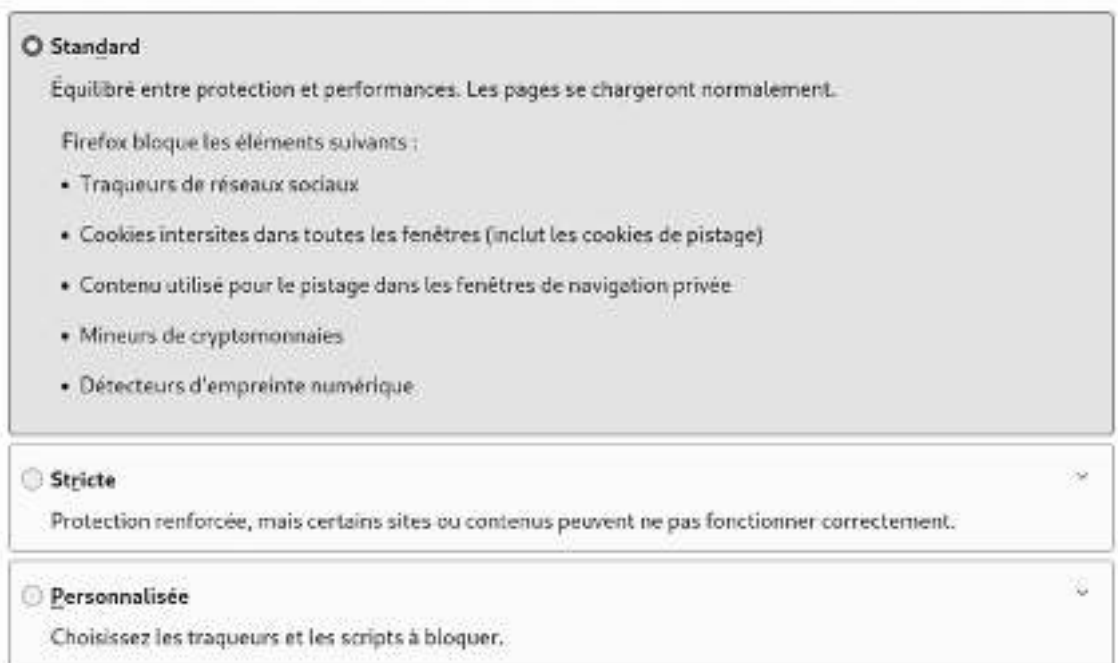 Standard
Équilibré entre protection et performances. Les pages se chargeront normalement.
Firefox bloque les éléments suivants :
• Traqueurs de réseaux sociaux
• Cookies intersites dans toutes les fenêtres (inclut les cookies de pistage)
• Contenu utilisé pour le pistage dans les fenêtres de navigation privée
• Mineurs de cryptomonnaies
• Détecteurs d'empreinte numérique
Stricte
Protection renforcée, mais certains sites ou contenus peuvent ne pas fonctionner correctement.
Personnalisée
Choisissez les traqueurs et les scripts à bloquer.